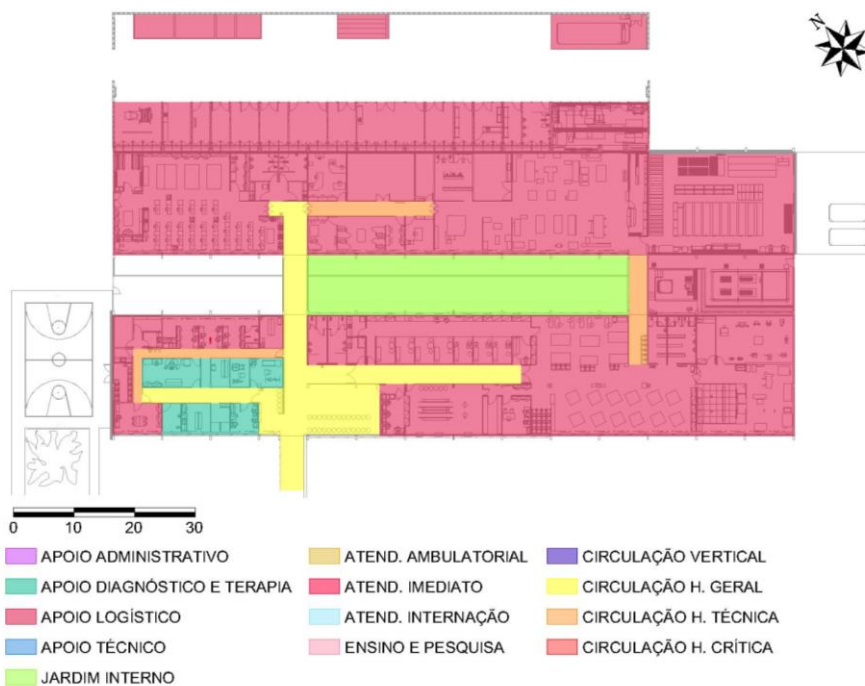 N
0 10 20 30
APOIO ADMINISTRATIVO
APOIO DIAGNÓSTICO E TERAPIA
APOIO LOGÍSTICO
APOIO TÉCNICO
JARDIM INTERNO
ATEND. AMBULATORIAL
ATEND. IMEDIATO
ATEND. INTERNAÇÃO
ENSINO E PESQUISA
CIRCULAÇÃO VERTICAL
CIRCULAÇÃO H. GERAL
CIRCULAÇÃO H. TÉCNICA
CIRCULAÇÃO H. CRÍTICA